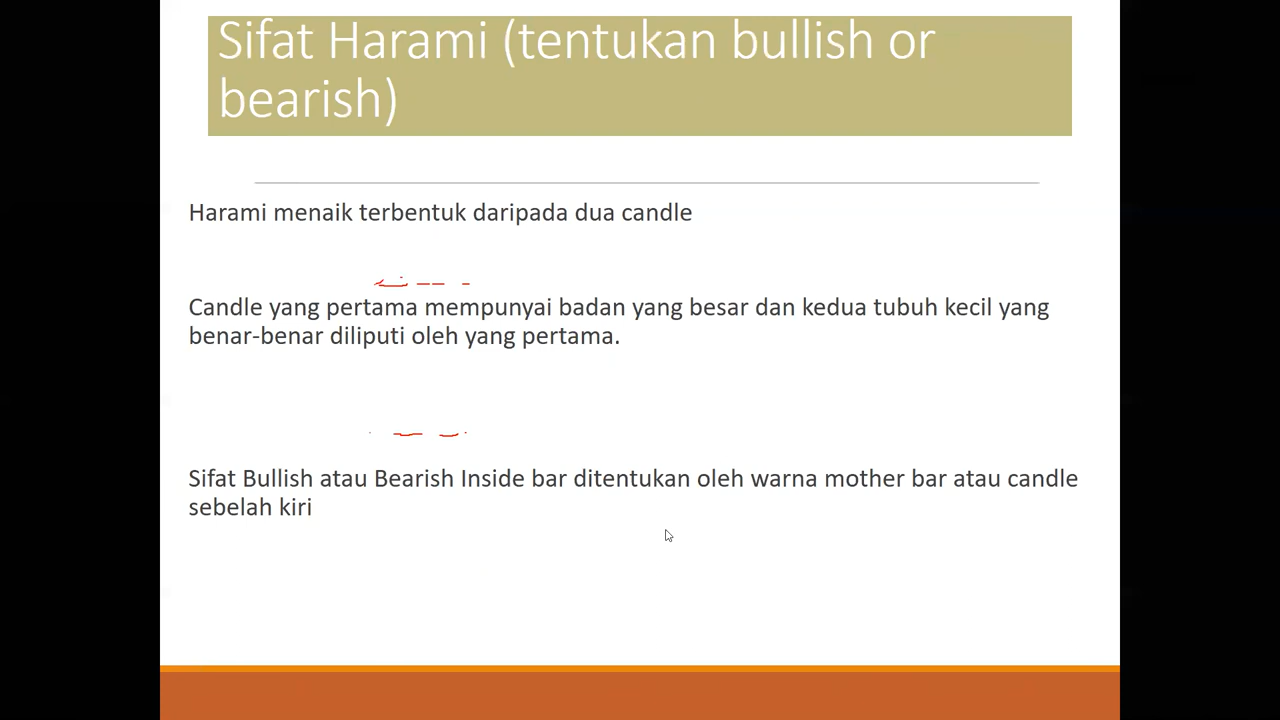 Sifat Harami (tentukan bullish or
bearish)
Harami menaik terbentuk daripada dua candle
Candle yang pertama mempunyai badan yang besar dan kedua tubuh kecil yang
benar-benar diliputi oleh yang pertama.
Sifat Bullish atau Bearish Inside bar ditentukan oleh warna mother bar atau candle
sebelah kiri